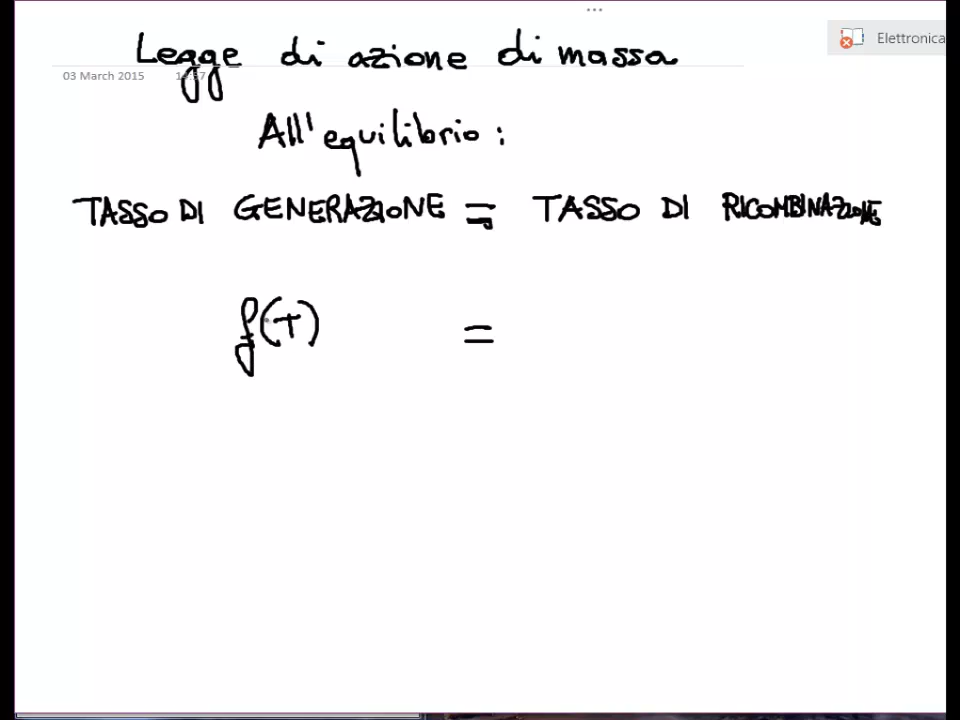 Legge di azione di massa
Elettronica
03 March 2015
All'equilibrio:
TASSO DI GENERAZIONE = TASSO DI RICOMBINAZIONE
f(T) =